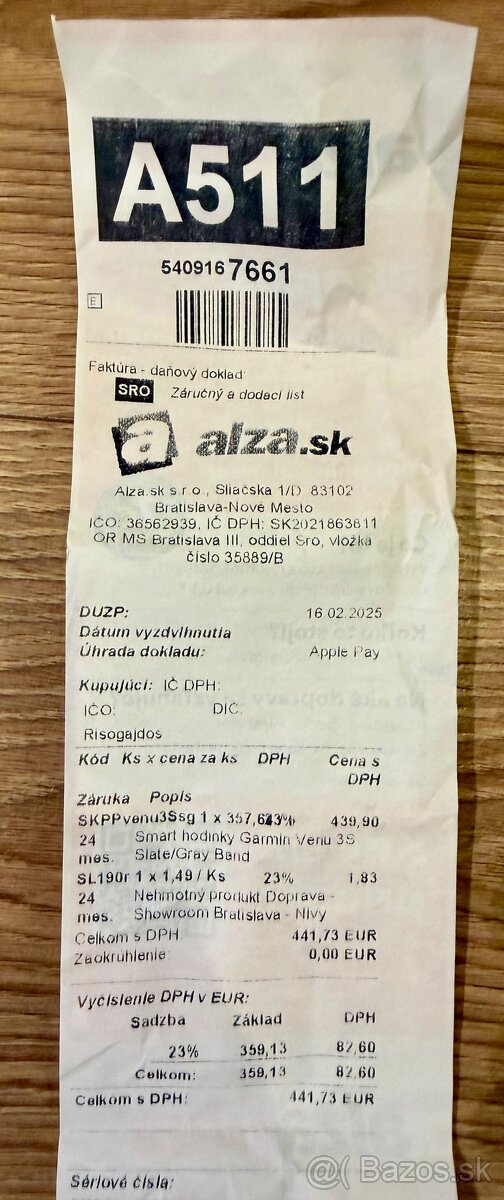 A511
5409167661
E
Faktúra - daňový doklad:
SRO Záručný a dodací list
a alza.sk
Alza.sk s.r.o., Sliačska 1/D 83102
Bratislava-Nové Mesto
IČO: 36562939, IČ DPH: SK2021863811
OR MS Bratislava III, oddiel Sro, vložka
číslo 35889/B
DUZP: 16.02.2025
Dátum vyzdvihnutia
Úhrada dokladu: Apple Pay
Kupujúci: IČ DPH:
IČO: DIČ:
Risogajdos
Kód Ks x cena za ks DPH Cena s
DPH
Záruka Popis
SKPPvenu3Ssg 1 x 357,6 23% 439,90
24 Smart hodinky Garmin Venu 3S
mes. Slate/Gray Band
SL190r 1 x 1,49 / Ks 23% 1,83
24 Nehmotný produkt Doprava -
mes. Showroom Bratislava - Nivy
Celkom s DPH: 441,73 EUR
Zaokrúhlenie: 0,00 EUR
Vyčíslenie DPH v EUR:
Sadzba Základ DPH
23% 359,13 82,60
Celkom: 359,13 82,60
Celkom s DPH: 441,73 EUR
Sériové čísla:
Bazos.sk